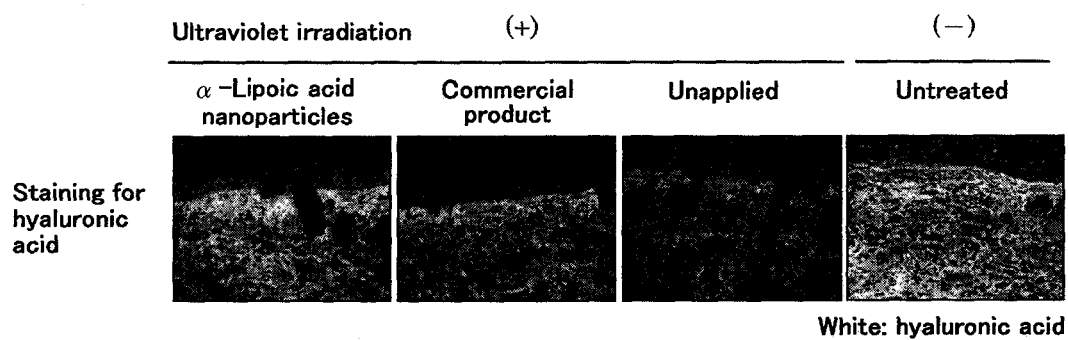 Ultraviolet irradiation (+) (−)
α-Lipoic acid nanoparticles
Commercial product
Unapplied
Untreated
Staining for
hyaluronic
acid
White: hyaluronic acid